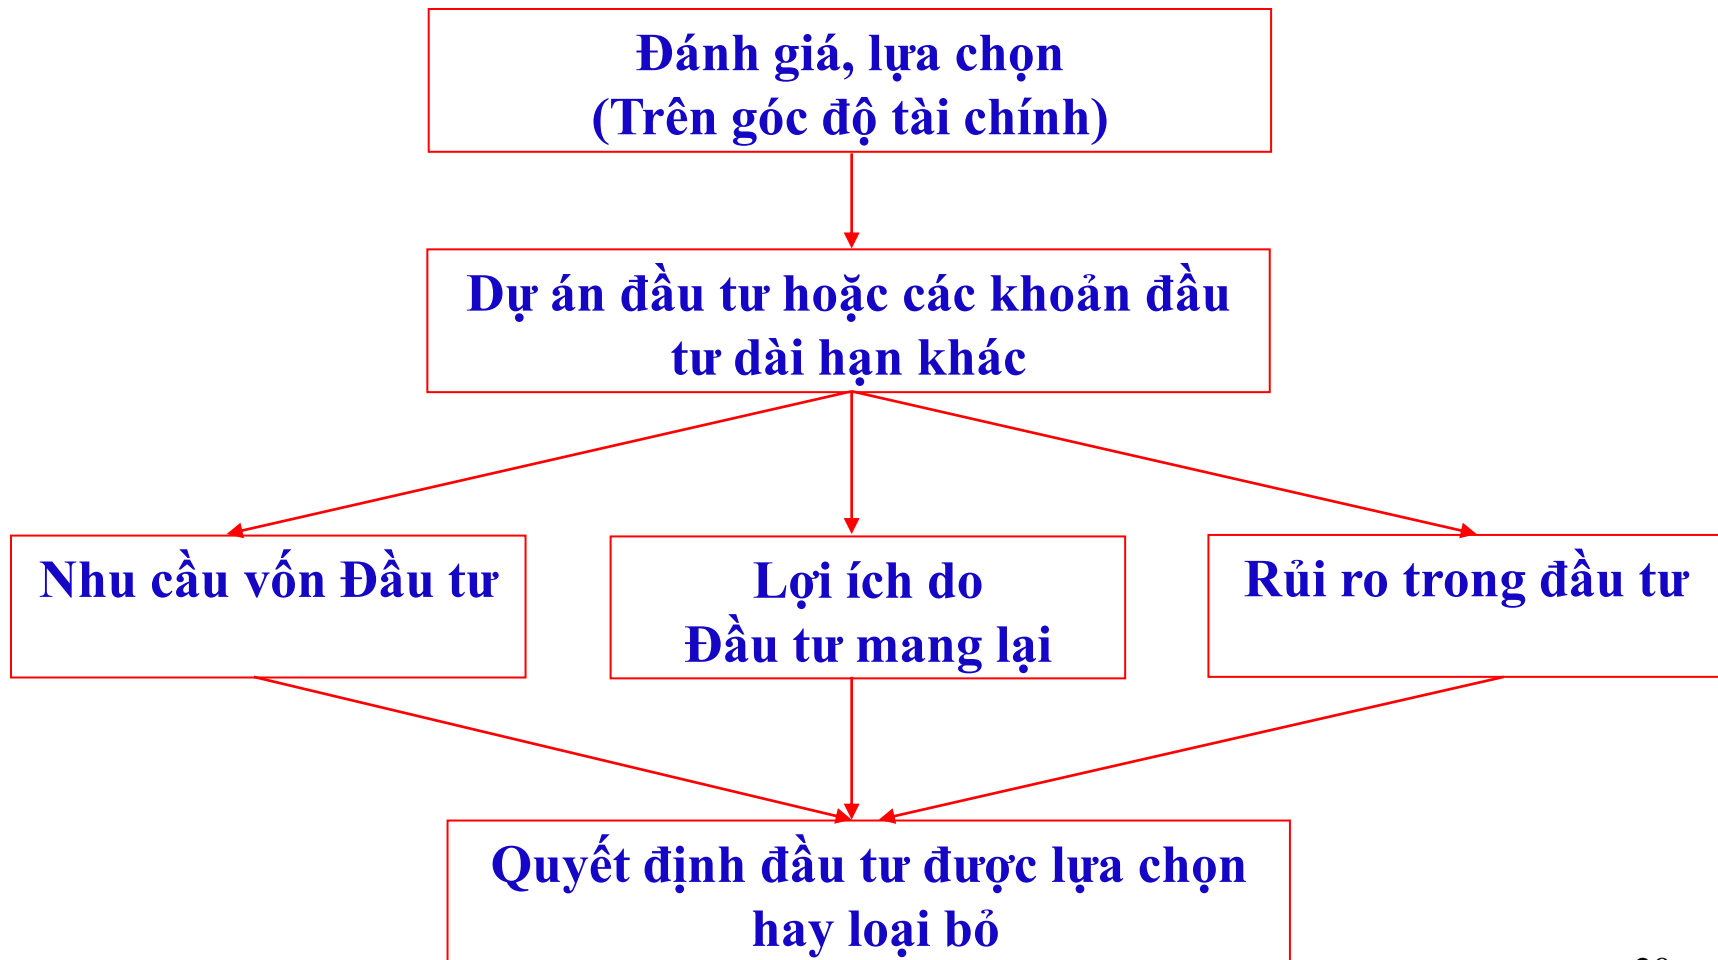 Đánh giá, lựa chọn
(Trên góc độ tài chính)
Dự án đầu tư hoặc các khoản đầu
tư dài hạn khác
Nhu cầu vốn Đầu tư
Lợi ích do
Đầu tư mang lại
Rủi ro trong đầu tư
Quyết định đầu tư được lựa chọn
hay loại bỏ